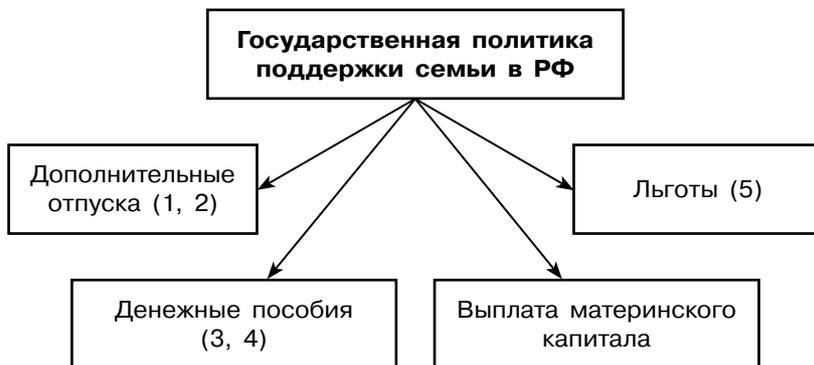 Государственная политика
поддержки семьи в РФ
Дополнительные
отпуска (1, 2)
Льготы (5)
Денежные пособия
(3, 4)
Выплата материнского
капитала